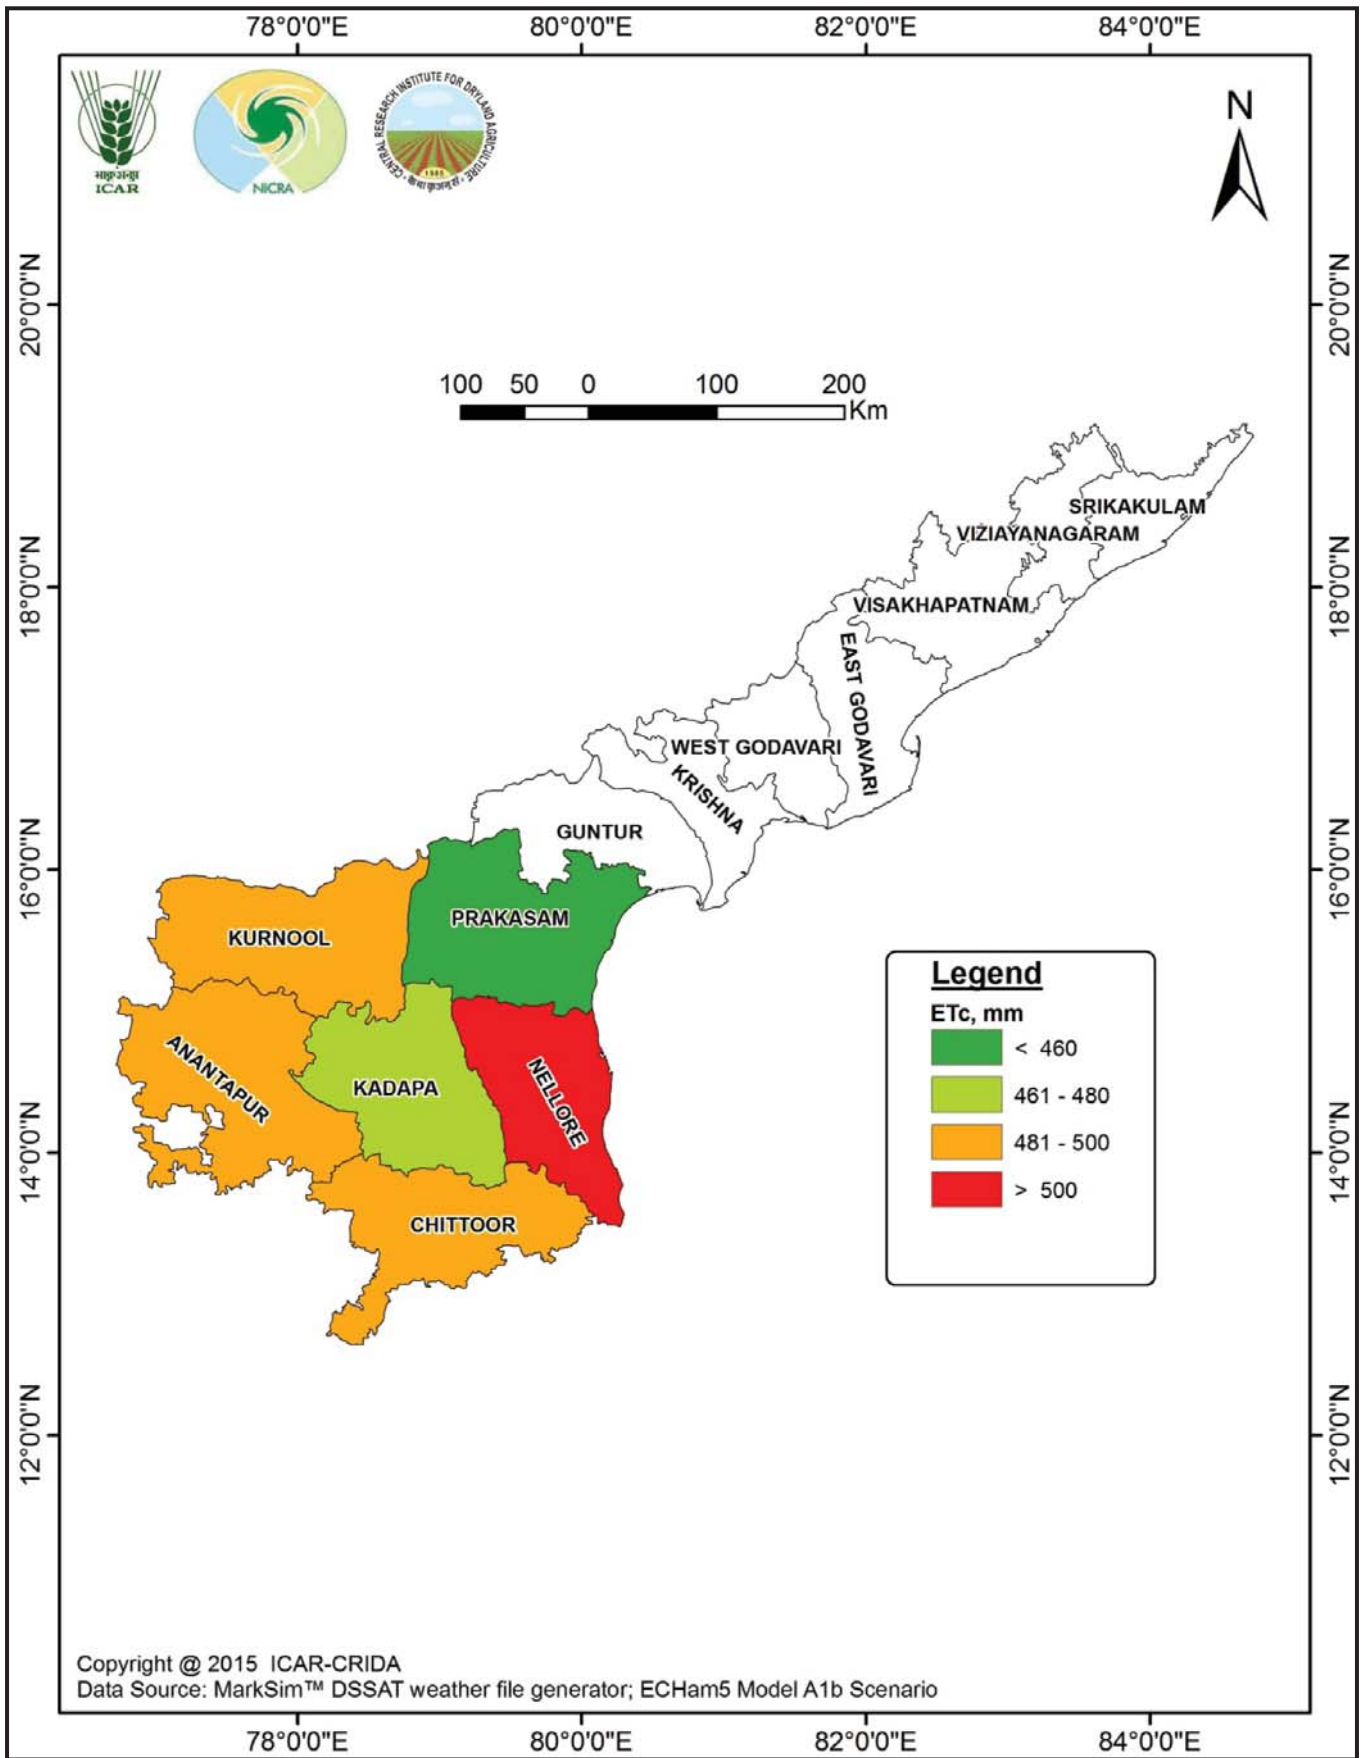 78°0'0"E 80°0'0"E 82°0'0"E 84°0'0"E
ICAR
NICRA
CENTRAL RESEARCH INSTITUTE FOR DRYLAND AGRICULTURE
1985
N
20°0'0"N 20°0'0"N
100 50 0 100 200
Km
SRIKAKULAM
VIZIAYANAGARAM
18°0'0"N 18°0'0"N
VISAKHAPATNAM
EAST GODAVARI
WEST GODAVARI
KRISHNA
GUNTUR
16°0'0"N 16°0'0"N
PRAKASAM
KURNOOL
ANANTAPUR
KADAPA
NELLORE
CHITTOOR
Legend
ETc, mm
< 460
461 - 480
481 - 500
> 500
14°0'0"N 14°0'0"N
12°0'0"N 12°0'0"N
Copyright @ 2015 ICAR-CRIDA
Data Source: MarkSim™ DSSAT weather file generator; ECHam5 Model A1b Scenario
78°0'0"E 80°0'0"E 82°0'0"E 84°0'0"E